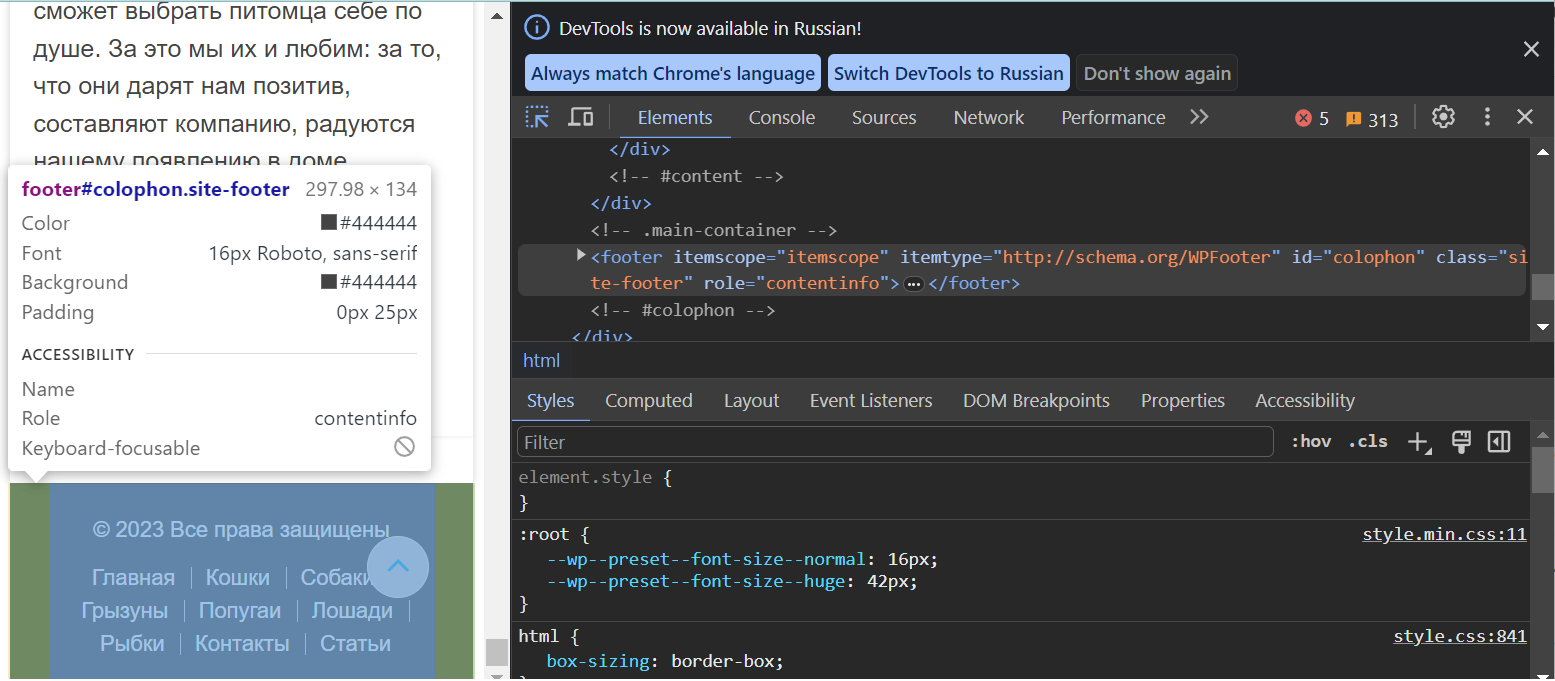 сможет выбрать питомца себе по
душе. За это мы их и любим: за то,
что они дарят нам позитив,
составляют компанию, радуются
нашему появлению в доме
footer#colophon.site-footer 297.98 × 134
Color #444444
Font 16px Roboto, sans-serif
Background #444444
Padding 0px 25px
ACCESSIBILITY
Name
Role contentinfo
Keyboard-focusable
© 2023 Все права защищены
Главная Кошки Собаки
Грызуны Попугаи Лошади
Рыбки Контакты Статьи
DevTools is now available in Russian!
Always match Chrome's language Switch DevTools to Russian Don't show again
Elements Console Sources Network Performance 5 313
</div>
<!-- #content -->
</div>
<!-- .main-container -->
<footer itemscope="itemscope" itemtype="http://schema.org/WPFooter" id="colophon" class="si
te-footer" role="contentinfo"> ••• </footer>
<!-- #colophon -->
</div>
html
Styles Computed Layout Event Listeners DOM Breakpoints Properties Accessibility
Filter :hov .cls
element.style {
}
:root { style.min.css:11
--wp--preset--font-size--normal: 16px;
--wp--preset--font-size--huge: 42px;
}
html { style.css:841
box-sizing: border-box;